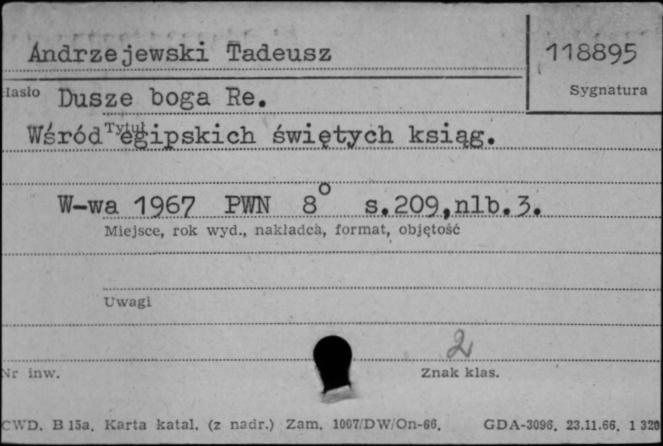 Andrzejewski Tadeusz
118895
Hasło Dusze boga Re.
Sygnatura
Tytuł
Wśród egipskich świętych ksiąg.
W-wa 1967 PWN 8° s.209,nlb.3.
Miejsce, rok wyd., nakładca, format, objętość
Uwagi
2
Nr inw.
Znak klas.
CWD. B 15a. Karta katal. (z nadr.) Zam. 1007/DW/On-66. GDA-3096. 23.11.66. 1 320